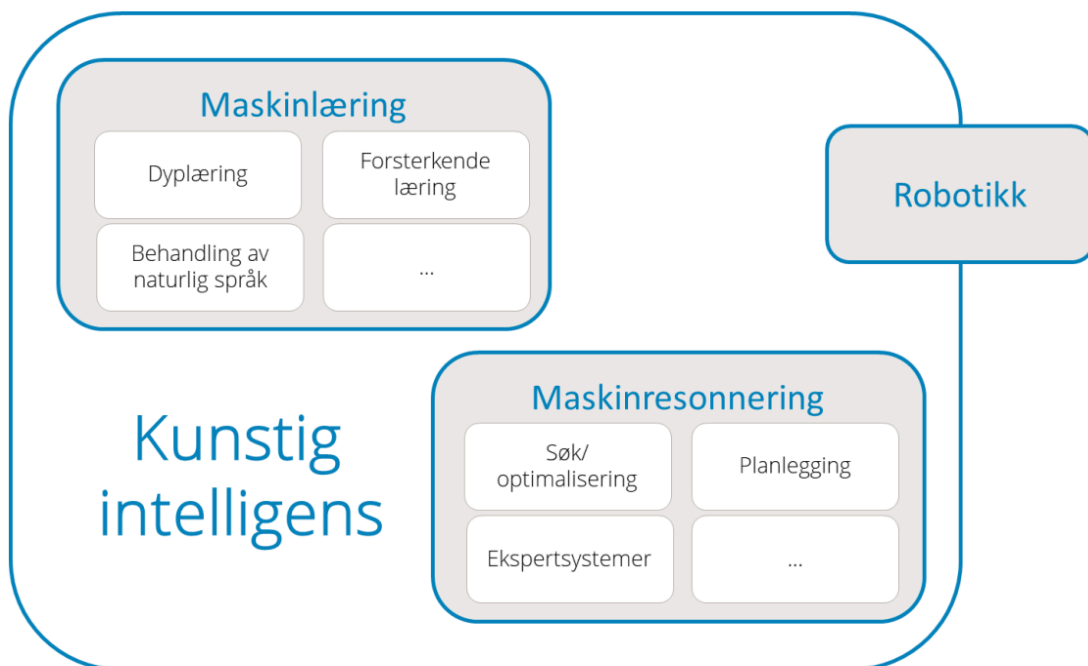 Maskinlæring
Dyplæring
Forsterkende
læring
Behandling av
naturlig språk
...
Robotikk
Kunstig
intelligens
Maskinresonnering
Søk/
optimalisering
Planlegging
Ekspertsystemer
...